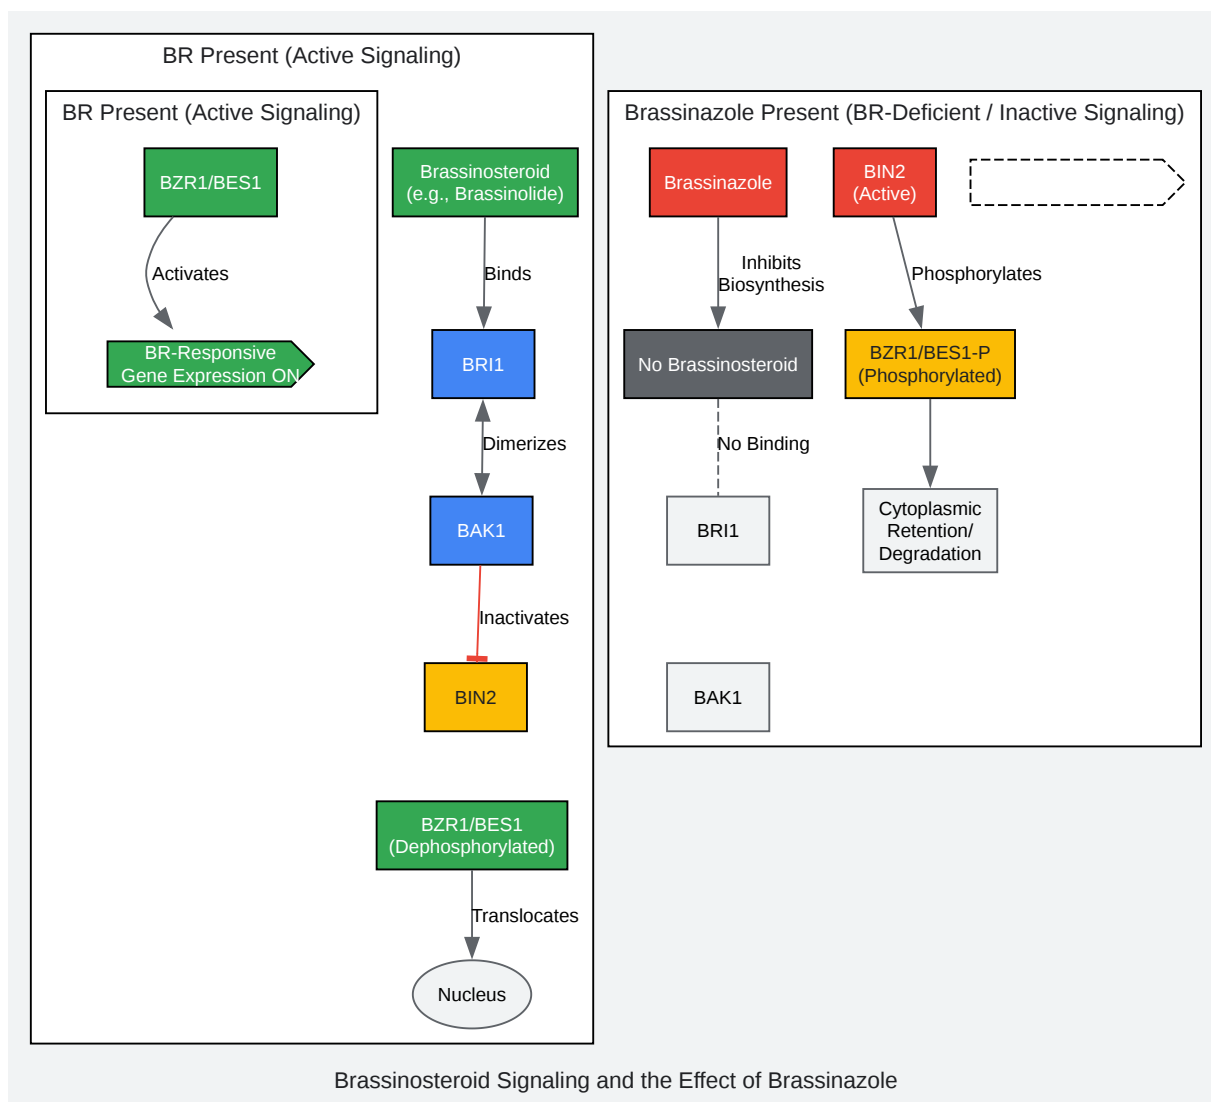 BR Present (Active Signaling)
BR Present (Active Signaling)
BZR1/BES1
Activates
BR-Responsive
Gene Expression ON
Brassinosteroid
(e.g., Brassinolide)
Binds
BRI1
Dimerizes
BAK1
Inactivates
BIN2
BZR1/BES1
(Dephosphorylated)
Translocates
Nucleus
Brassinazole Present (BR-Deficient / Inactive Signaling)
Brassinazole
Inhibits
Biosynthesis
No Brassinosteroid
No Binding
BRI1
BAK1
BIN2
(Active)
Phosphorylates
BZR1/BES1-P
(Phosphorylated)
Cytoplasmic
Retention/
Degradation
Brassinosteroid Signaling and the Effect of Brassinazole